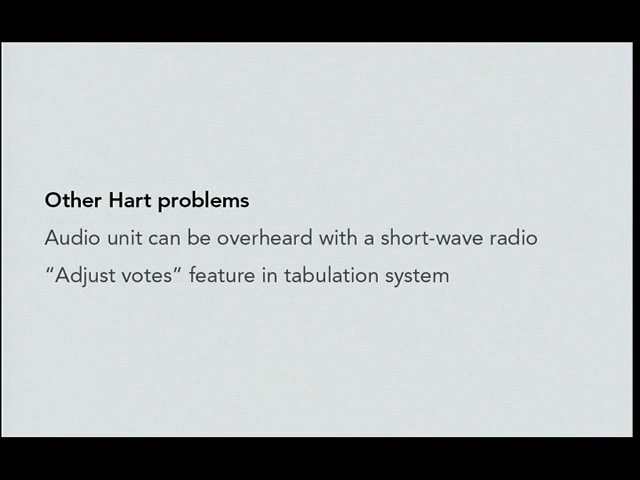 Other Hart problems
Audio unit can be overheard with a short-wave radio
“Adjust votes” feature in tabulation system